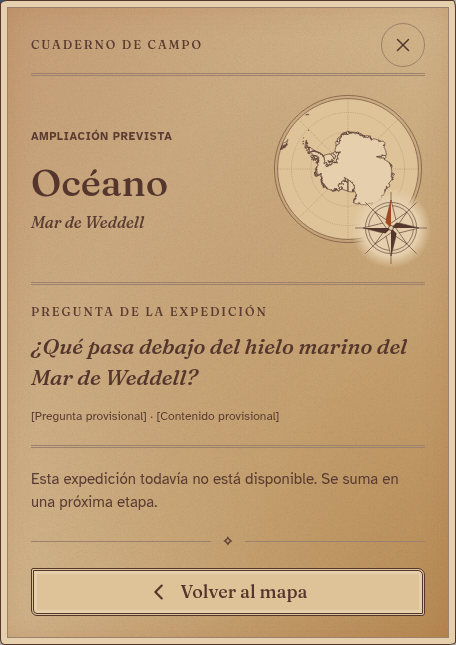 CUADERNO DE CAMPO
AMPLIACIÓN PREVISTA
Océano
Mar de Weddell
PREGUNTA DE LA EXPEDICIÓN
¿Qué pasa debajo del hielo marino del
Mar de Weddell?
[Pregunta provisional] · [Contenido provisional]
Esta expedición todavía no está disponible. Se suma en
una próxima etapa.
Volver al mapa